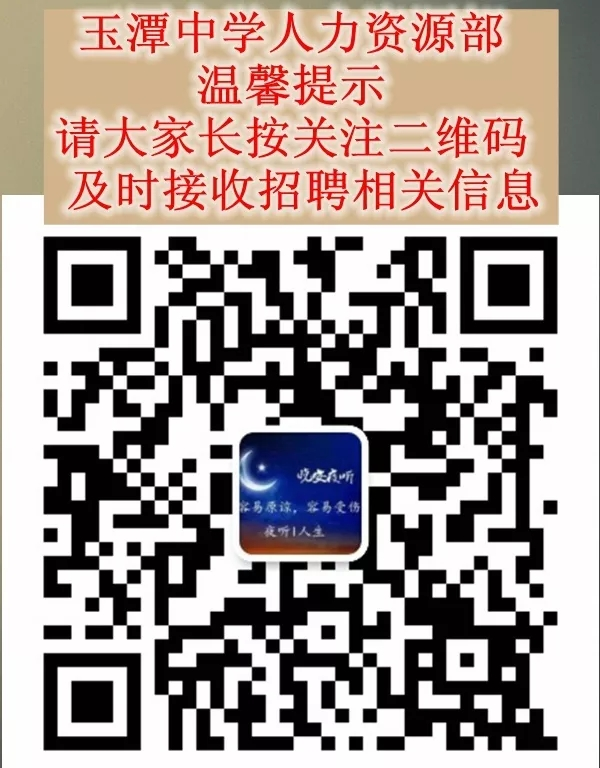 玉潭中学人力资源部
温馨提示
请大家长按关注二维码
及时接收招聘相关信息
晚安夜听
容易原谅，容易受伤
夜听|人生